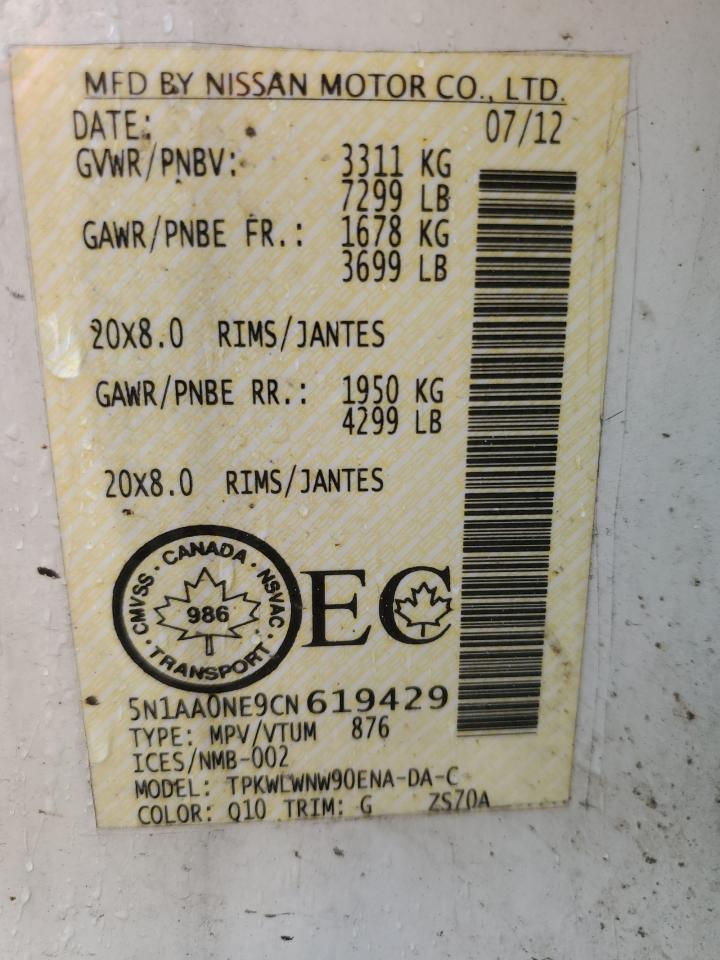 MFD BY NISSAN MOTOR CO., LTD.
DATE: 07/12
GVWR/PNBV: 3311 KG
7299 LB
GAWR/PNBE FR.: 1678 KG
3699 LB
20X8.0 RIMS/JANTES
GAWR/PNBE RR.: 1950 KG
4299 LB
20X8.0 RIMS/JANTES
CMVSS · CANADA · NSVAC · TRANSPORT ·
986
EC
5N1AA0NE9CN619429
TYPE: MPV/VTUM 876
ICES/NMB-002
MODEL: TPKWLWNW90ENA-DA-C
COLOR: Q10 TRIM: G ZS70A